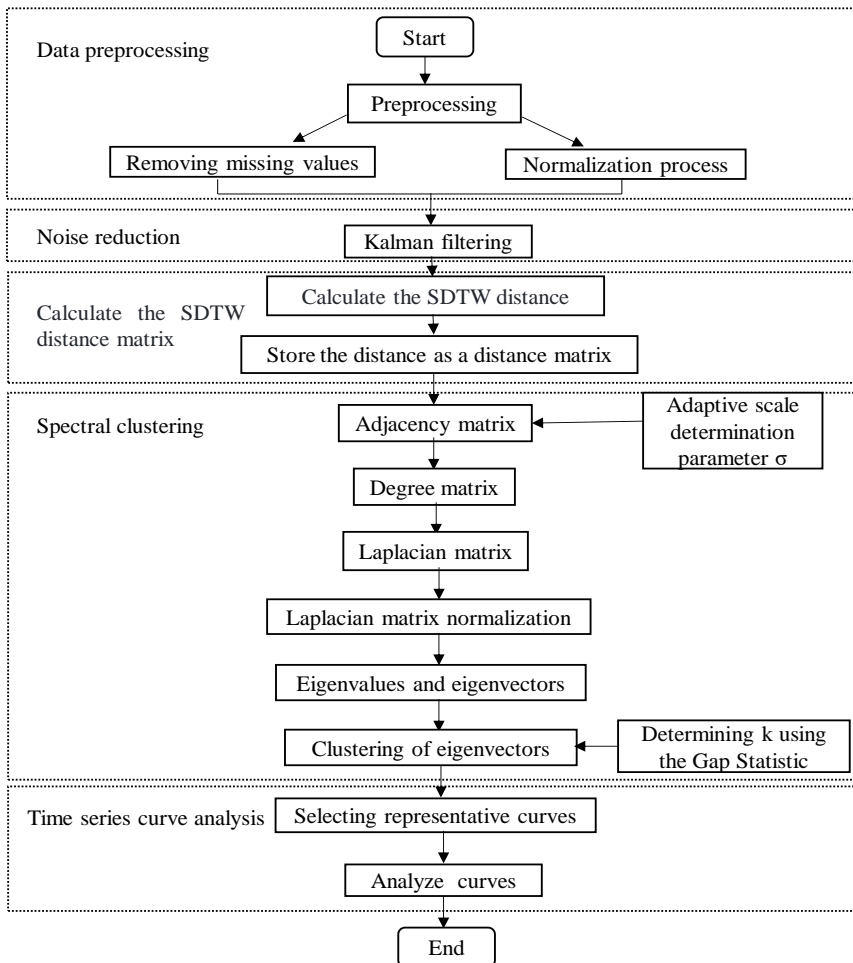 Start
Data preprocessing
Preprocessing
Removing missing values
Normalization process
Noise reduction
Kalman filtering
Calculate the SDTW
distance matrix
Calculate the SDTW distance
Store the distance as a distance matrix
Spectral clustering
Adjacency matrix
Adaptive scale
determination
parameter σ
Degree matrix
Laplacian matrix
Laplacian matrix normalization
Eigenvalues and eigenvectors
Clustering of eigenvectors
Determining k using
the Gap Statistic
Time series curve analysis
Selecting representative curves
Analyze curves
End